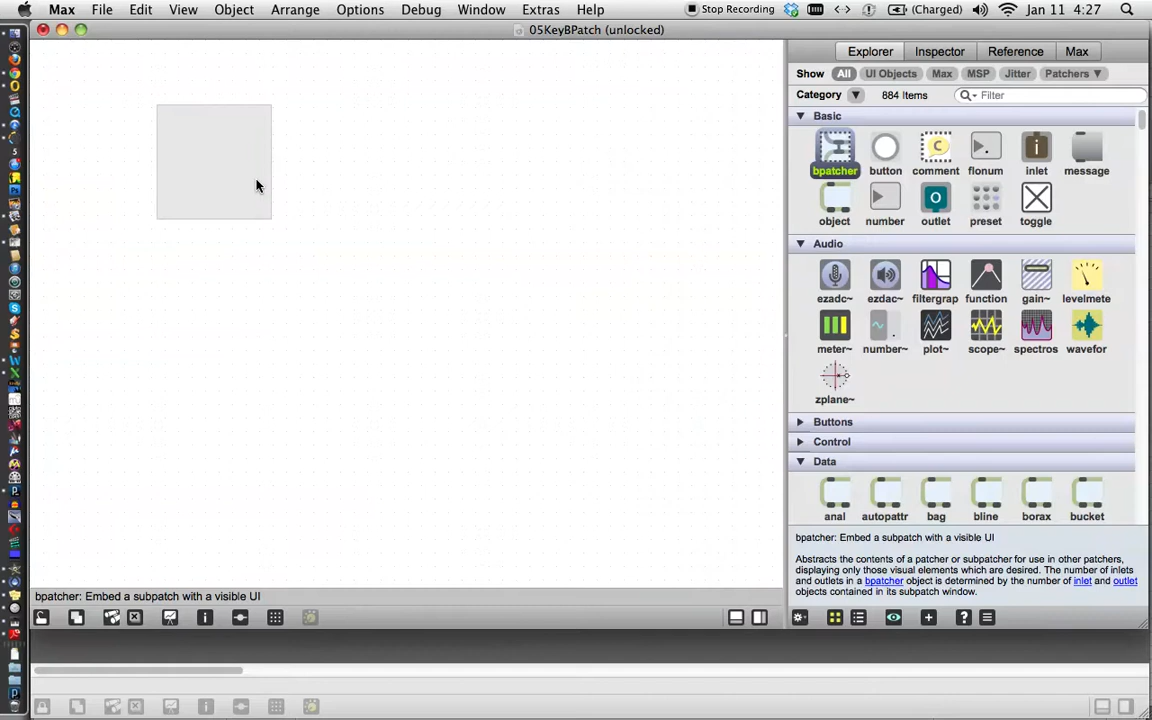 Max File Edit View Object Arrange Options Debug Window Extras Help Stop Recording (Charged) Jan 11 4:27
05KeyBPatch (unlocked)
Explorer Inspector Reference Max
Show All UI Objects Max MSP Jitter Patchers ▼
Category ▼ 884 Items Filter
Basic
bpatcher button comment flonum inlet message
object number outlet preset toggle
Audio
ezadc~ ezdac~ filtergrap function gain~ levelmete
meter~ number~ plot~ scope~ spectros wavefor
zplane~
Buttons
Control
Data
anal autopattr bag bline borax bucket
bpatcher: Embed a subpatch with a visible UI
Abstracts the contents of a patcher or subpatcher for use in other patchers,
displaying only those visual elements which are desired. The number of inlets
and outlets in a bpatcher object is determined by the number of inlet and outlet
objects contained in its subpatch window.
bpatcher: Embed a subpatch with a visible UI